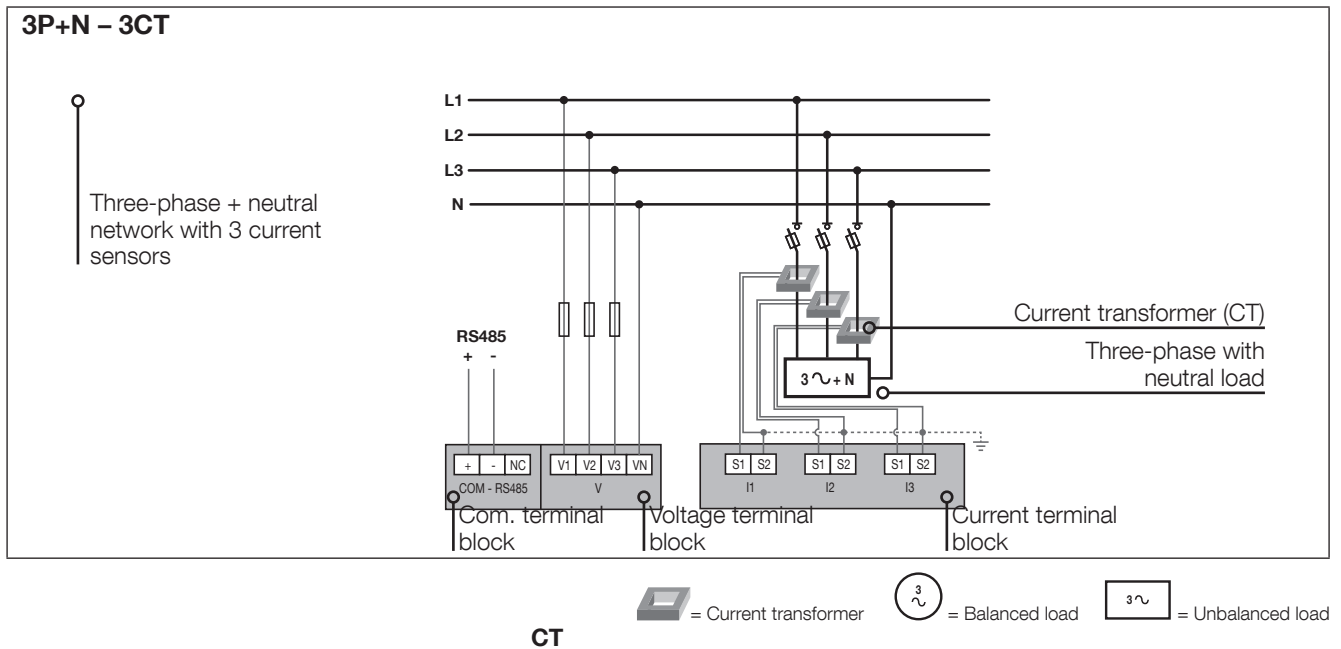 3P+N – 3CT
L1
L2
L3
N
Three-phase + neutral
network with 3 current
sensors
Current transformer (CT)
Three-phase with
neutral load
3 ∿ + N
RS485
+ -
+ - NC
COM - RS485
V1 V2 V3 VN
V
S1 S2
I1
S1 S2
I2
S1 S2
I3
Com. terminal
block
Voltage terminal
block
Current terminal
block
= Current transformer
3
∿
= Balanced load
3∿
= Unbalanced load
CT